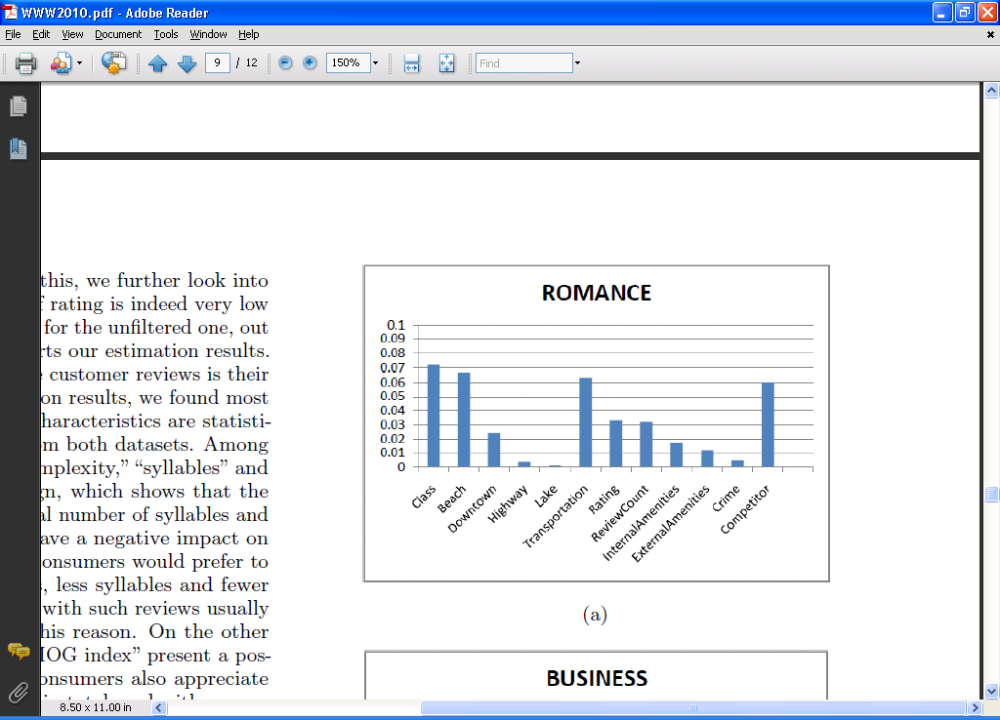 WWW2010.pdf - Adobe Reader
File Edit View Document Tools Window Help
9 / 12 150% Find
this, we further look into
f rating is indeed very low
for the unfiltered one, out
rts our estimation results.
e customer reviews is their
on results, we found most
haracteristics are statisti-
om both datasets. Among
mplexity,” “syllables” and
gn, which shows that the
al number of syllables and
ave a negative impact on
consumers would prefer to
s, less syllables and fewer
with such reviews usually
his reason. On the other
OG index” present a pos-
onsumers also appreciate
ROMANCE
0.1
0.09
0.08
0.07
0.06
0.05
0.04
0.03
0.02
0.01
0
Class
Beach
Downtown
Highway
Lake
Transportation
Rating
ReviewCount
InternalAmenities
ExternalAmenities
Crime
Competitor
(a)
BUSINESS
8.50 x 11.00 in